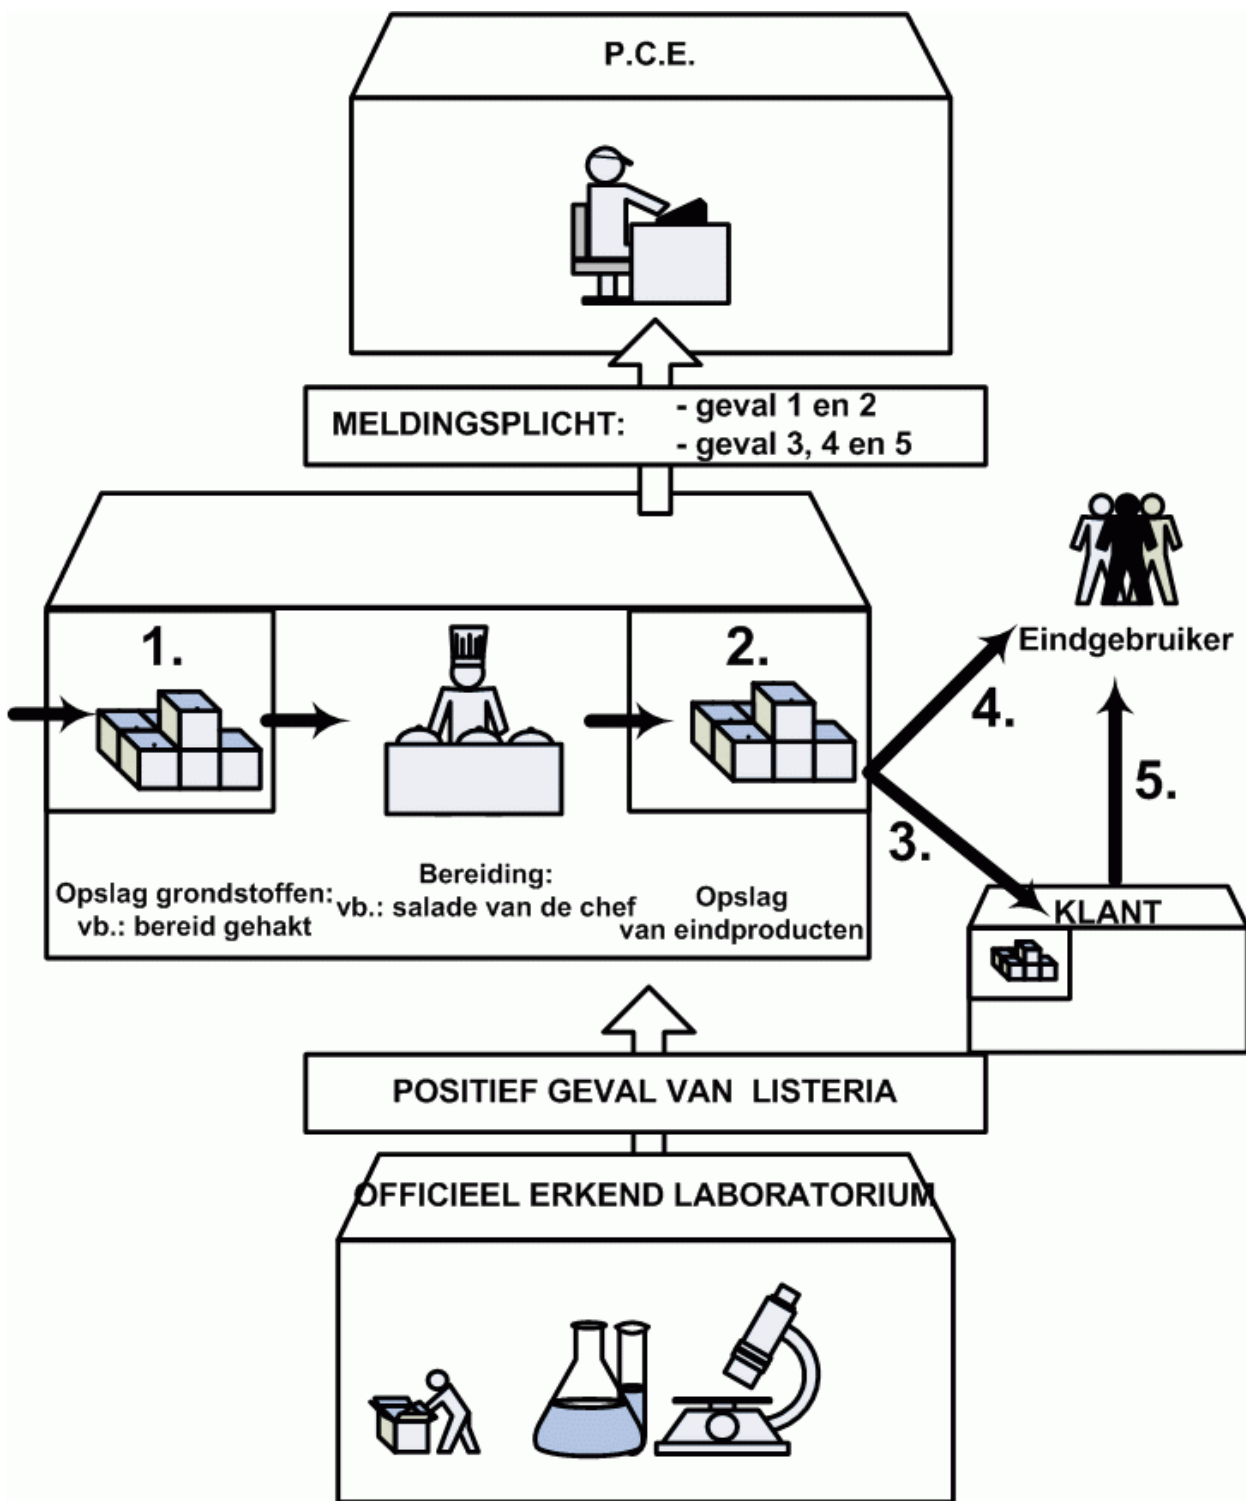 P.C.E.
MELDINGSPLICHT:
- geval 1 en 2
- geval 3, 4 en 5
1.
2.
Eindgebruiker
4.
5.
3.
Opslag grondstoffen:
vb.: bereid gehakt
Bereiding:
vb.: salade van de chef
Opslag
van eindproducten
KLANT
POSITIEF GEVAL VAN LISTERIA
OFFICIEEL ERKEND LABORATORIUM